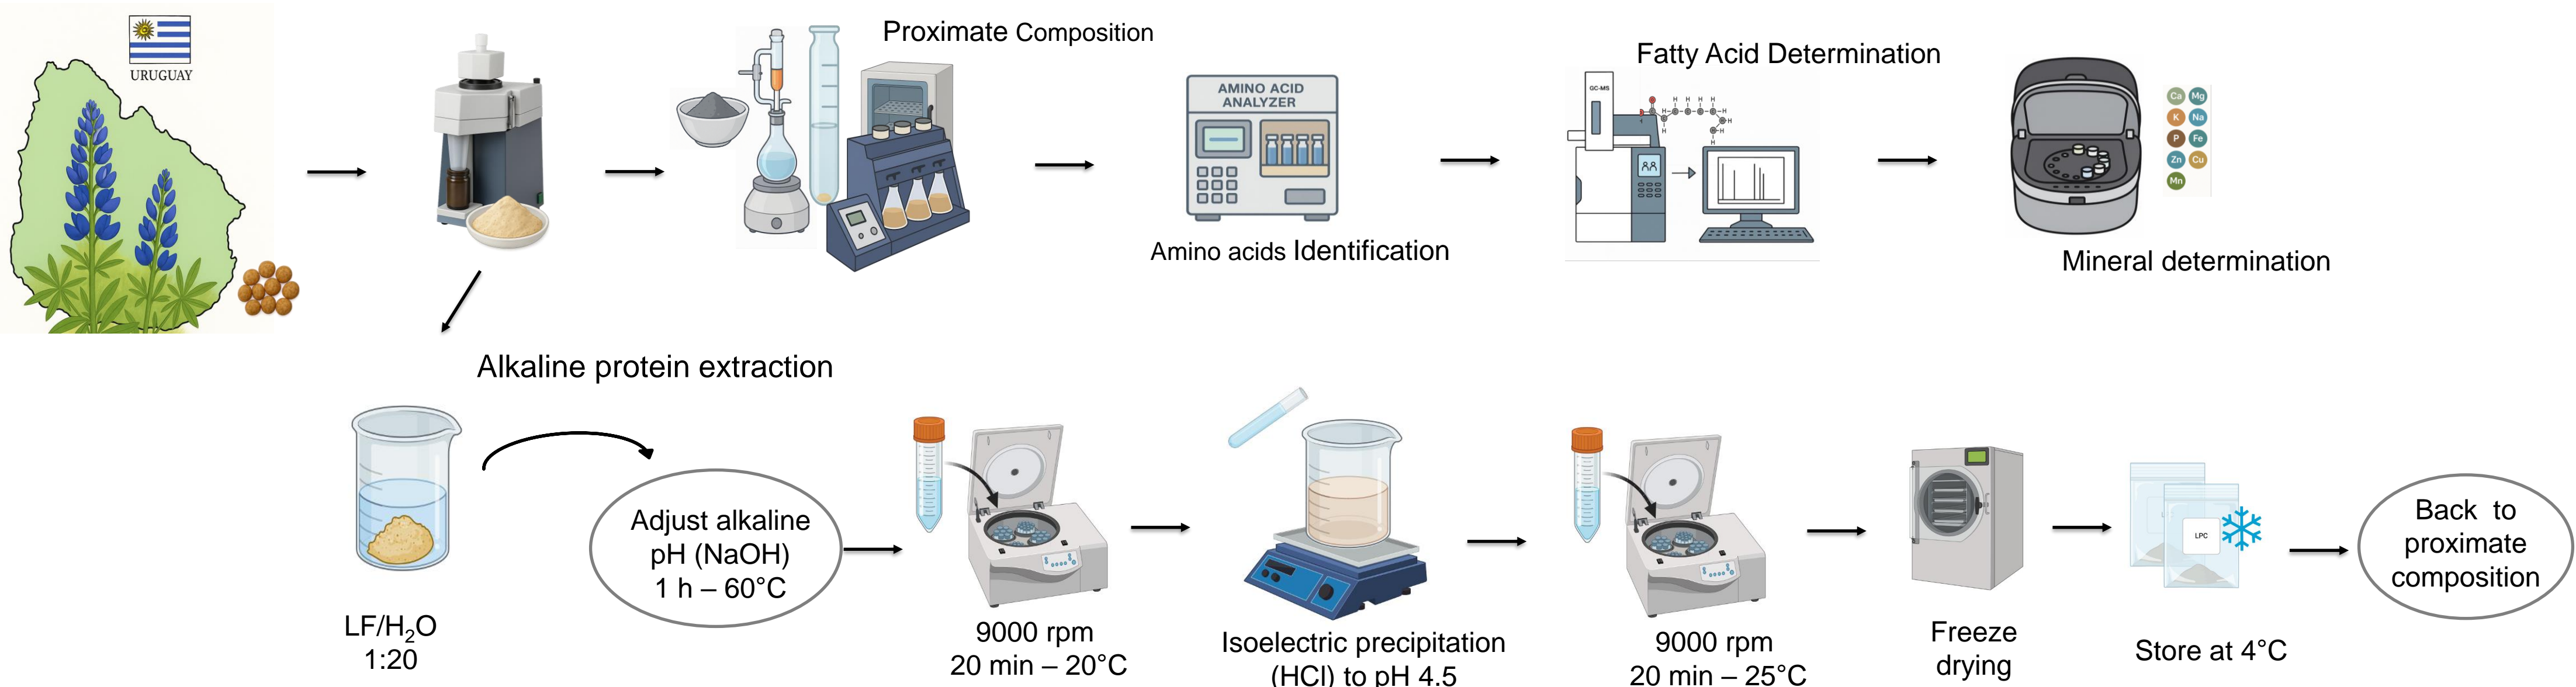 URUGUAY
Proximate Composition
AMINO ACID
ANALYZER
Amino acids Identification
Fatty Acid Determination
GC-MS
H H H H
H C C C C C H
H
C H
C H
H
Ca Mg
K Na
P Fe
Zn Cu
Mn
Mineral determination
Alkaline protein extraction
LF/H₂O
1:20
Adjust alkaline
pH (NaOH)
1 h – 60°C
9000 rpm
20 min – 20°C
Isoelectric precipitation
(HCl) to pH 4.5
9000 rpm
20 min – 25°C
Freeze
drying
LPC
Store at 4°C
Back to
proximate
composition